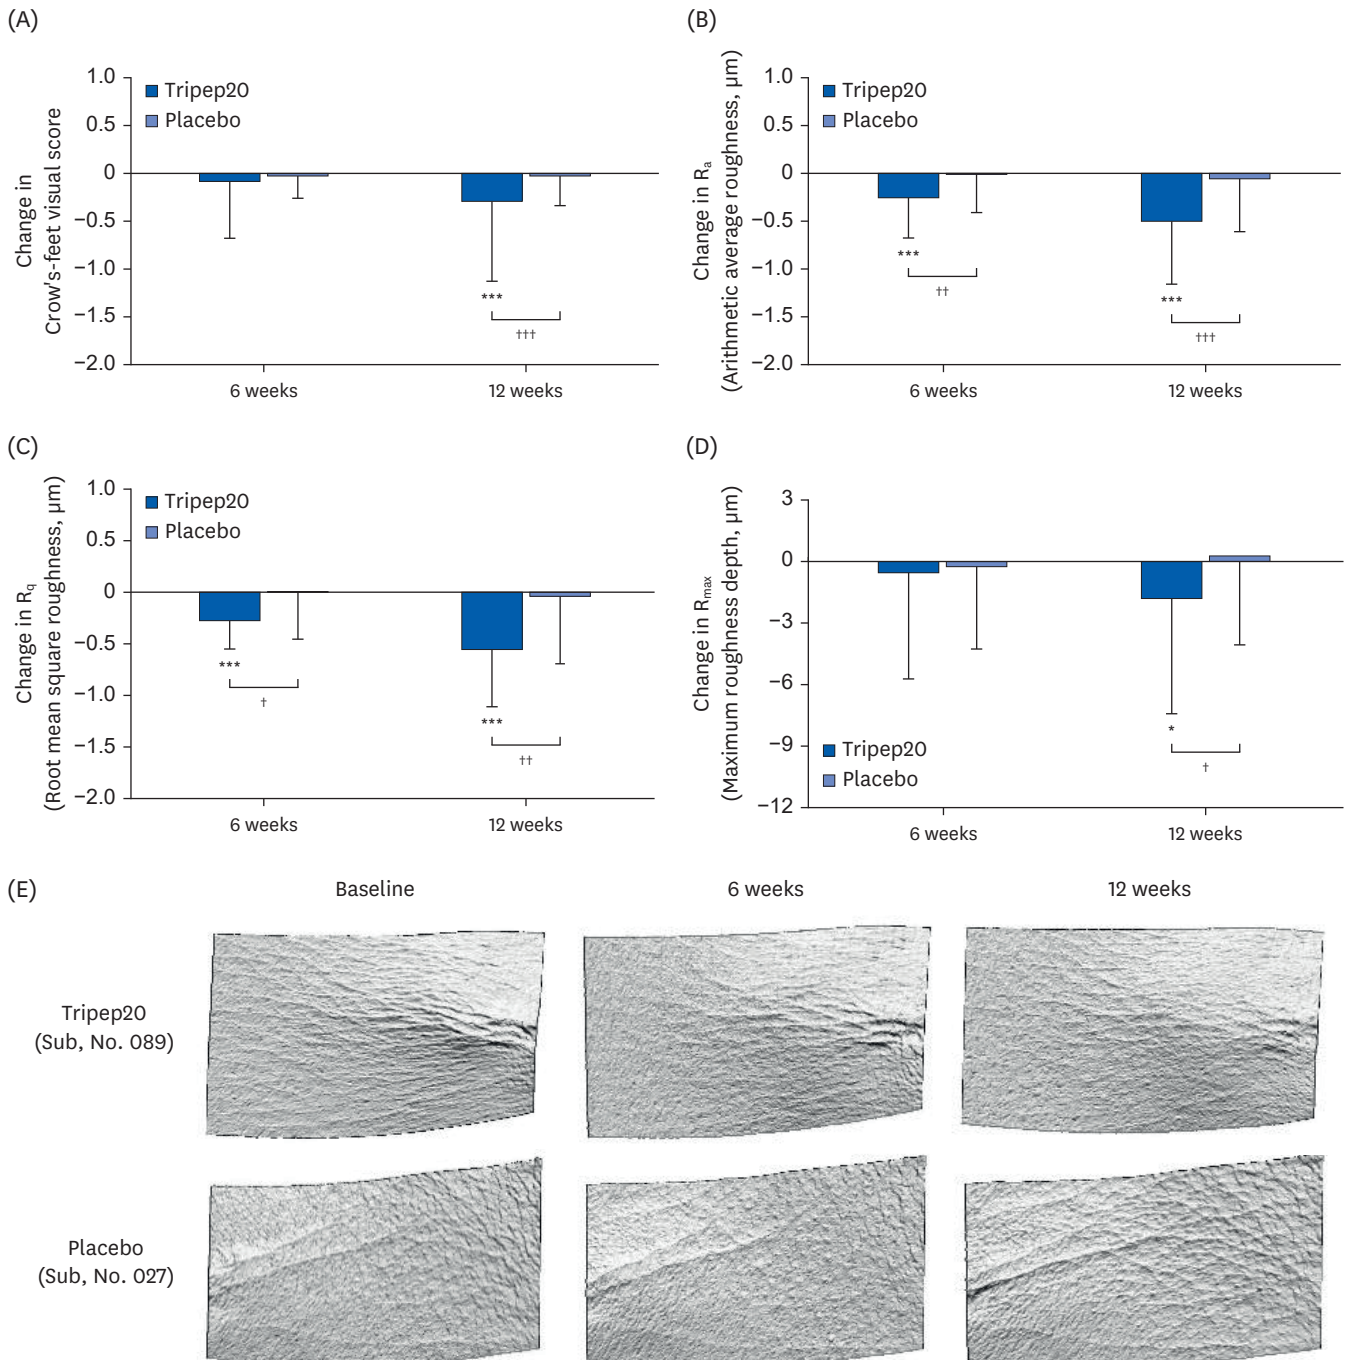 (A)
Change in
Crow's-feet visual score
1.0
0.5
0
−0.5
−1.0
−1.5
−2.0
Tripep20
Placebo
***
†††
6 weeks
12 weeks
(B)
Change in Ra
(Arithmetic average roughness, µm)
1.0
0.5
0
−0.5
−1.0
−1.5
−2.0
Tripep20
Placebo
***
††
***
†††
6 weeks
12 weeks
(C)
Change in Rq
(Root mean square roughness, µm)
1.0
0.5
0
−0.5
−1.0
−1.5
−2.0
Tripep20
Placebo
***
†
***
††
6 weeks
12 weeks
(D)
Change in Rmax
(Maximum roughness depth, µm)
3
0
−3
−6
−9
−12
*
†
Tripep20
Placebo
6 weeks
12 weeks
(E)
Baseline
6 weeks
12 weeks
Tripep20
(Sub, No. 089)
Placebo
(Sub, No. 027)